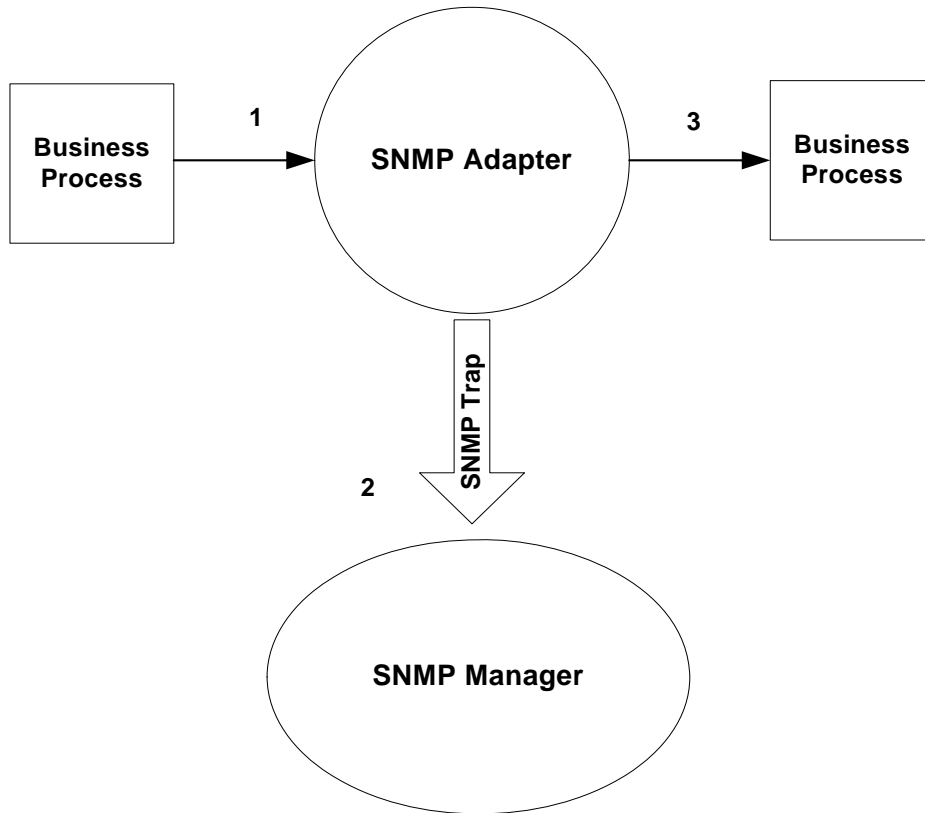 1
3
Business
Process
SNMP Adapter
Business
Process
SNMP Trap
2
SNMP Manager